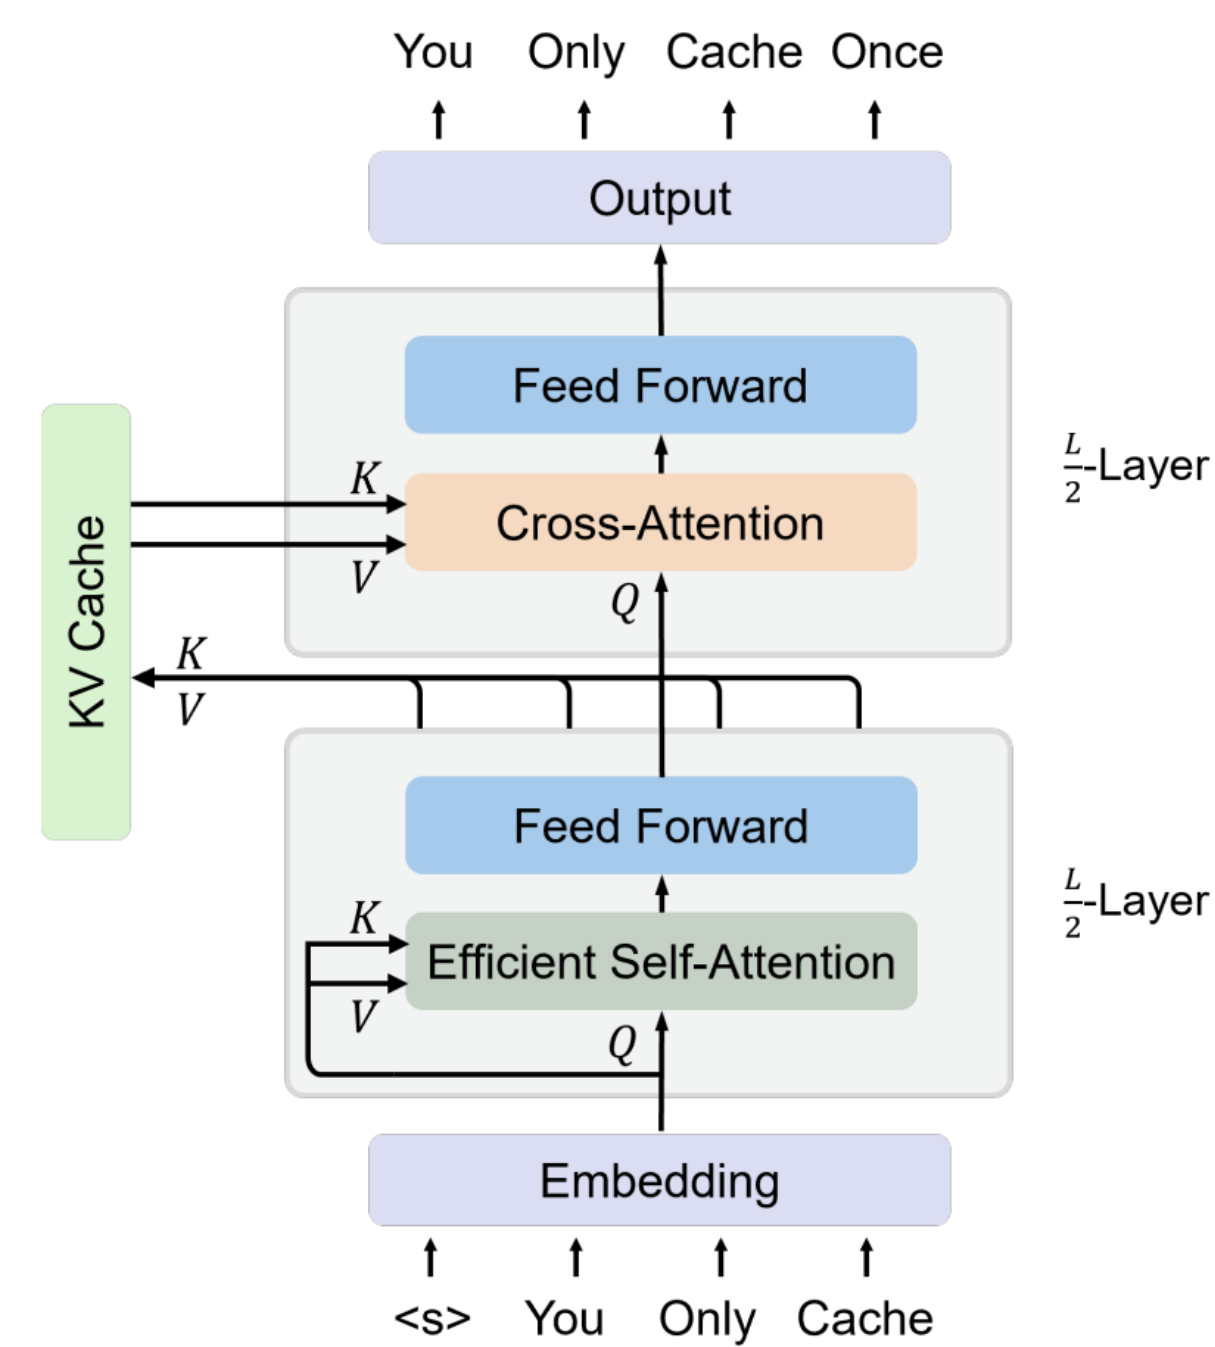 You Only Cache Once
Output
Feed Forward
L/2-Layer
K
Cross-Attention
V
Q
KV Cache
K
V
Feed Forward
L/2-Layer
K
Efficient Self-Attention
V
Q
Embedding
<s> You Only Cache